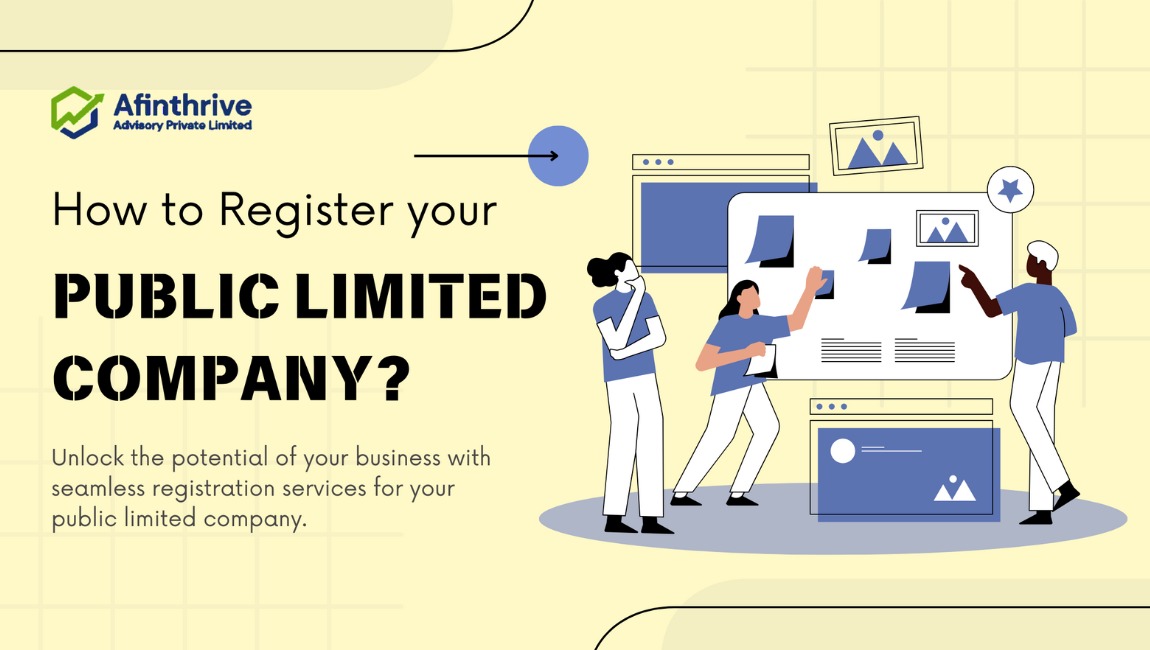 Afinthrive
Advisory Private Limited
How to Register your
PUBLIC LIMITED
COMPANY?
Unlock the potential of your business with
seamless registration services for your
public limited company.